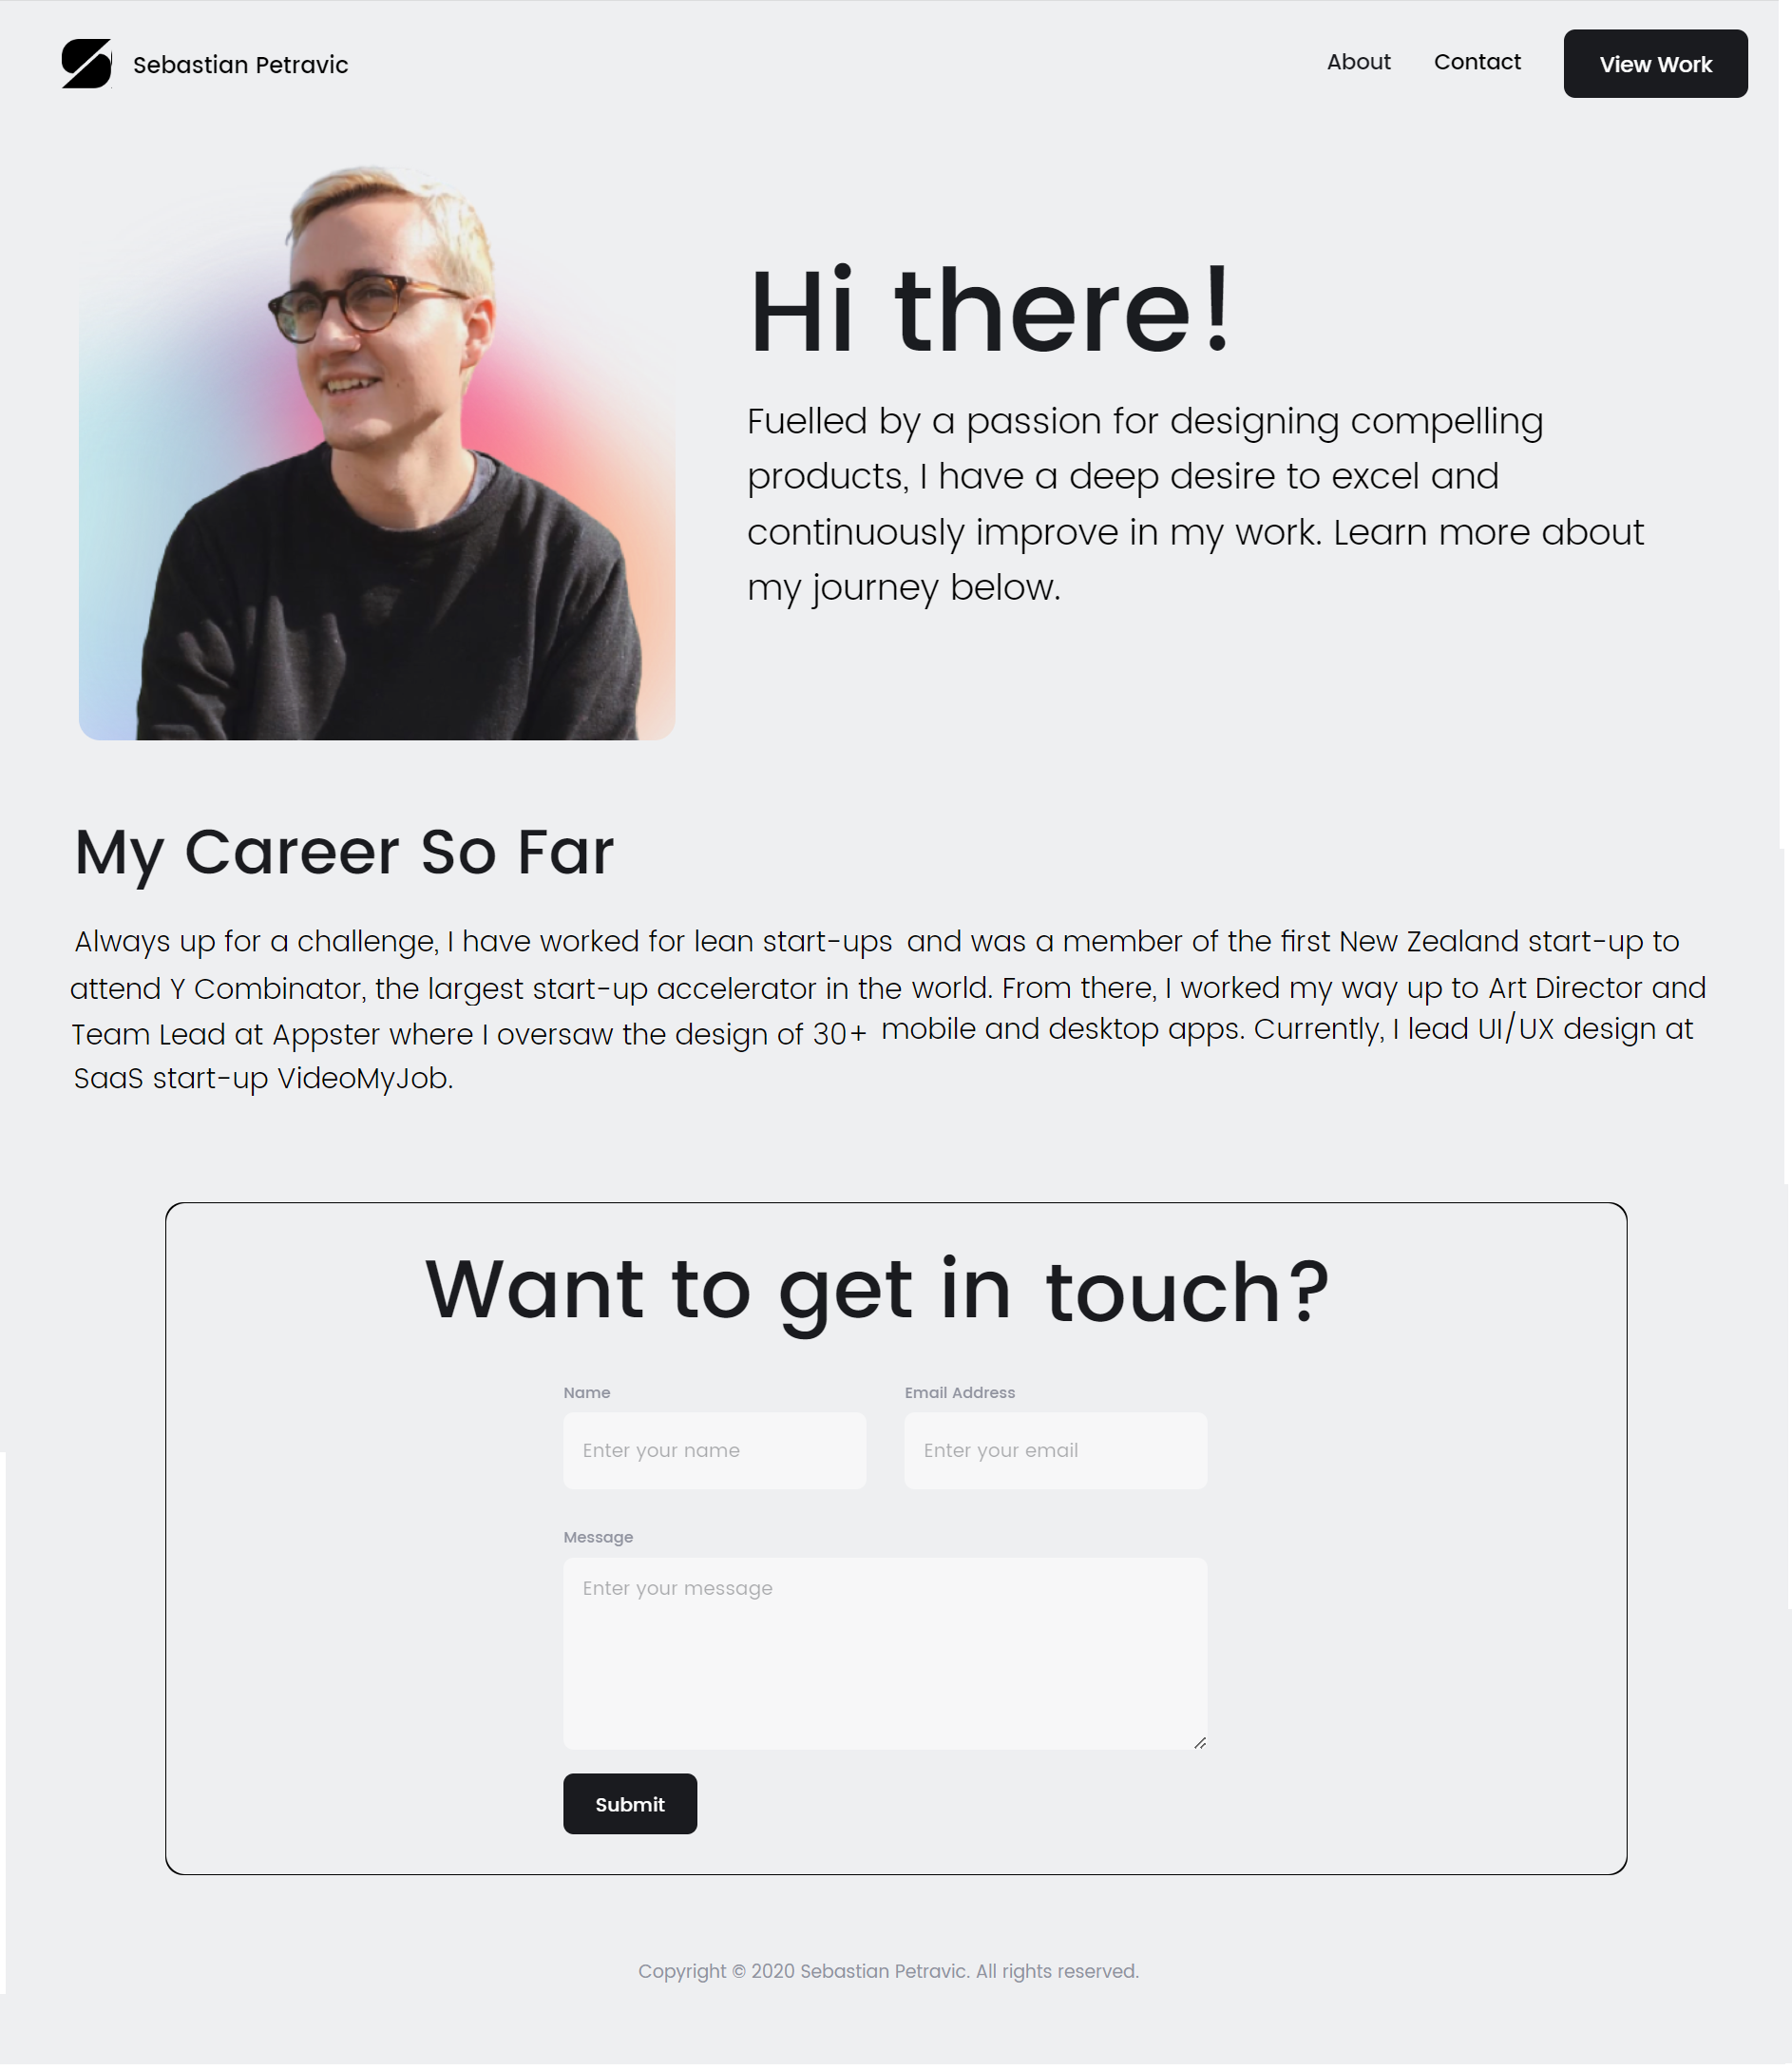 Sebastian Petravic
About Contact View Work
Hi there!
Fuelled by a passion for designing compelling
products, I have a deep desire to excel and
continuously improve in my work. Learn more about
my journey below.
My Career So Far
Always up for a challenge, I have worked for lean start-ups and was a member of the first New Zealand start-up to
attend Y Combinator, the largest start-up accelerator in the world. From there, I worked my way up to Art Director and
Team Lead at Appster where I oversaw the design of 30+ mobile and desktop apps. Currently, I lead UI/UX design at
SaaS start-up VideoMyJob.
Want to get in touch?
Name Email Address
Enter your name Enter your email
Message
Enter your message
Submit
Copyright © 2020 Sebastian Petravic. All rights reserved.